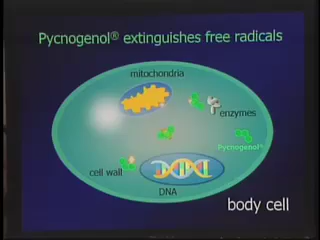 Pycnogenol® extinguishes free radicals
mitochondria
enzymes
Pycnogenol®
cell wall
DNA
body cell